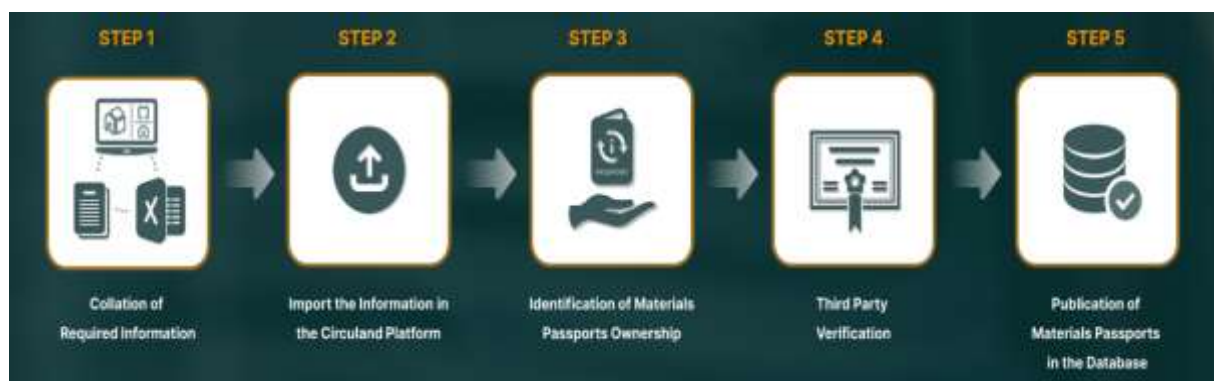 STEP 1
STEP 2
STEP 3
STEP 4
STEP 5
Collation of
Required Information
Import the Information in
the Circuland Platform
Identification of Materials
Passports Ownership
Third Party
Verification
Publication of
Materials Passports
in the Database